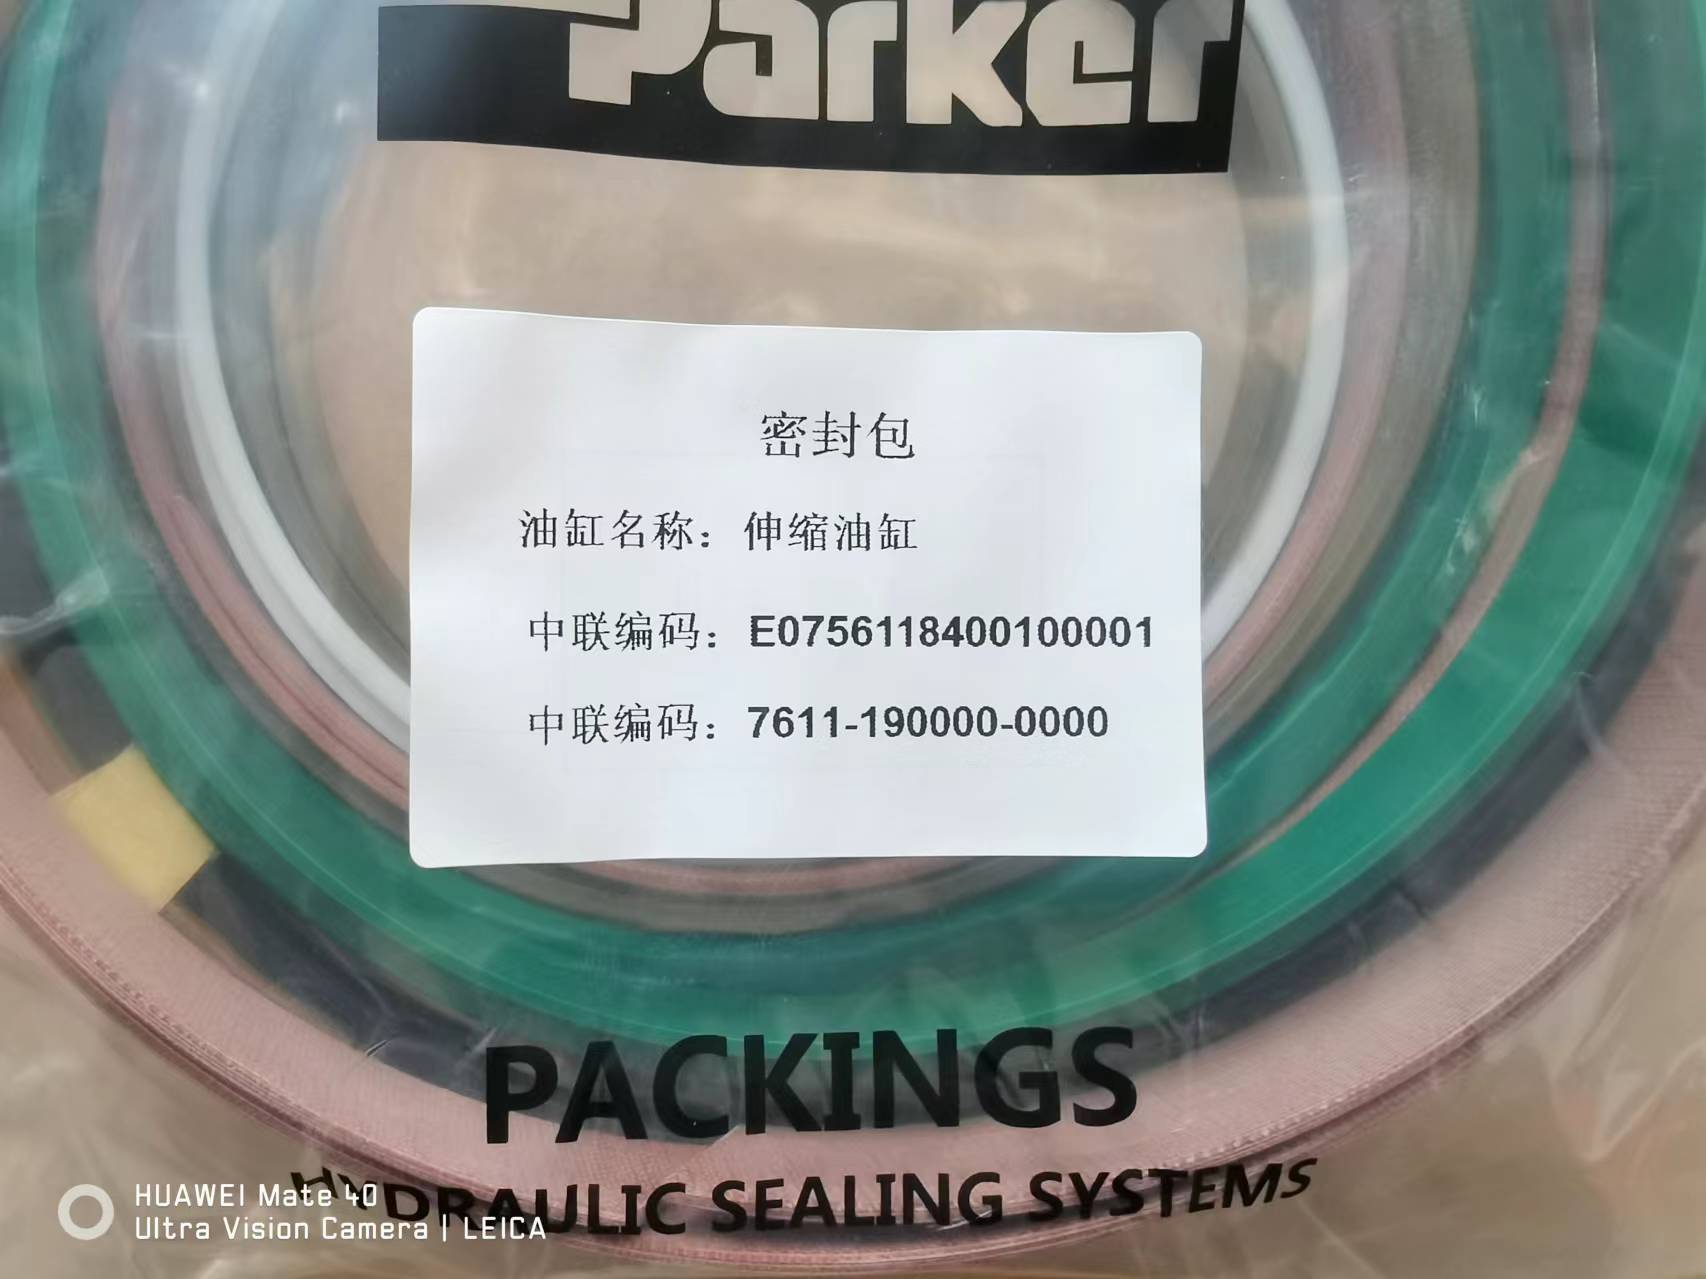 Parker
密封包
油缸名称：伸缩油缸
中联编码：E0756118400100001
中联编码：7611-190000-0000
PACKINGS
HYDRAULIC SEALING SYSTEMS
HUAWEI Mate 40
Ultra Vision Camera | LEICA